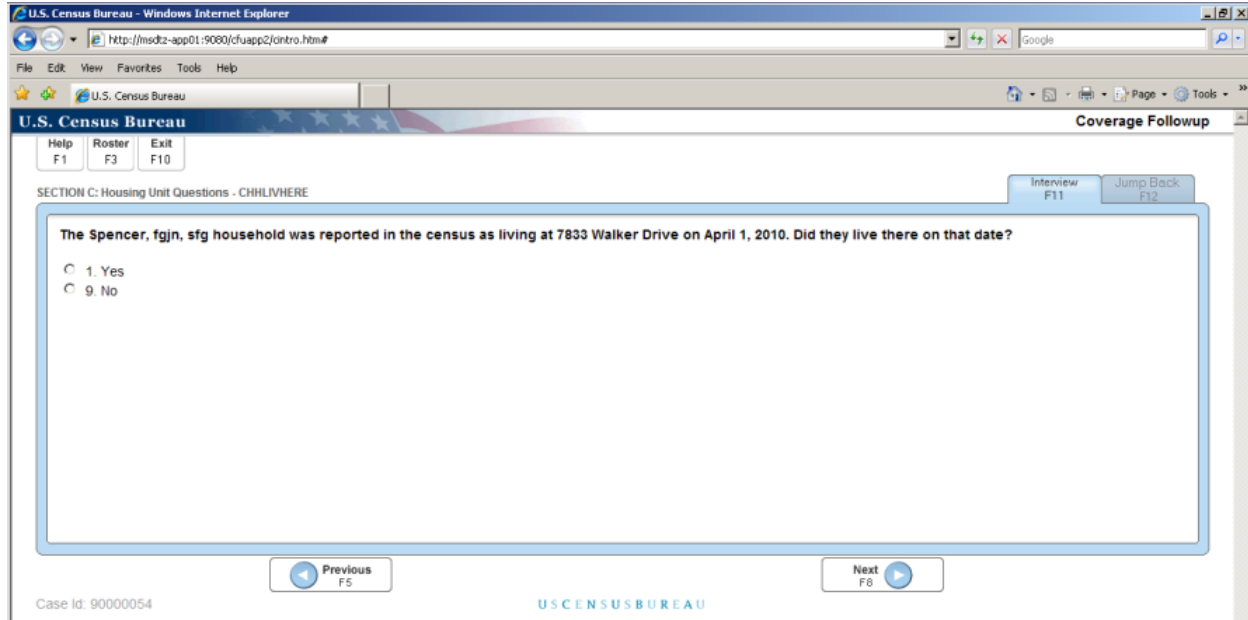 U.S. Census Bureau - Windows Internet Explorer
http://msdtz-app01:9080/cfuapp2/cintro.htm#
Google
File Edit View Favorites Tools Help
U.S. Census Bureau
Page Tools »
U.S. Census Bureau Coverage Followup
Help Roster Exit
F1 F3 F10
SECTION C: Housing Unit Questions - CHHLIVHERE
Interview Jump Back
F11 F12
The Spencer, fgjn, sfg household was reported in the census as living at 7833 Walker Drive on April 1, 2010. Did they live there on that date?
1. Yes
9. No
Previous Next
F5 F8
Case Id: 90000054 USCENSUSBUREAU